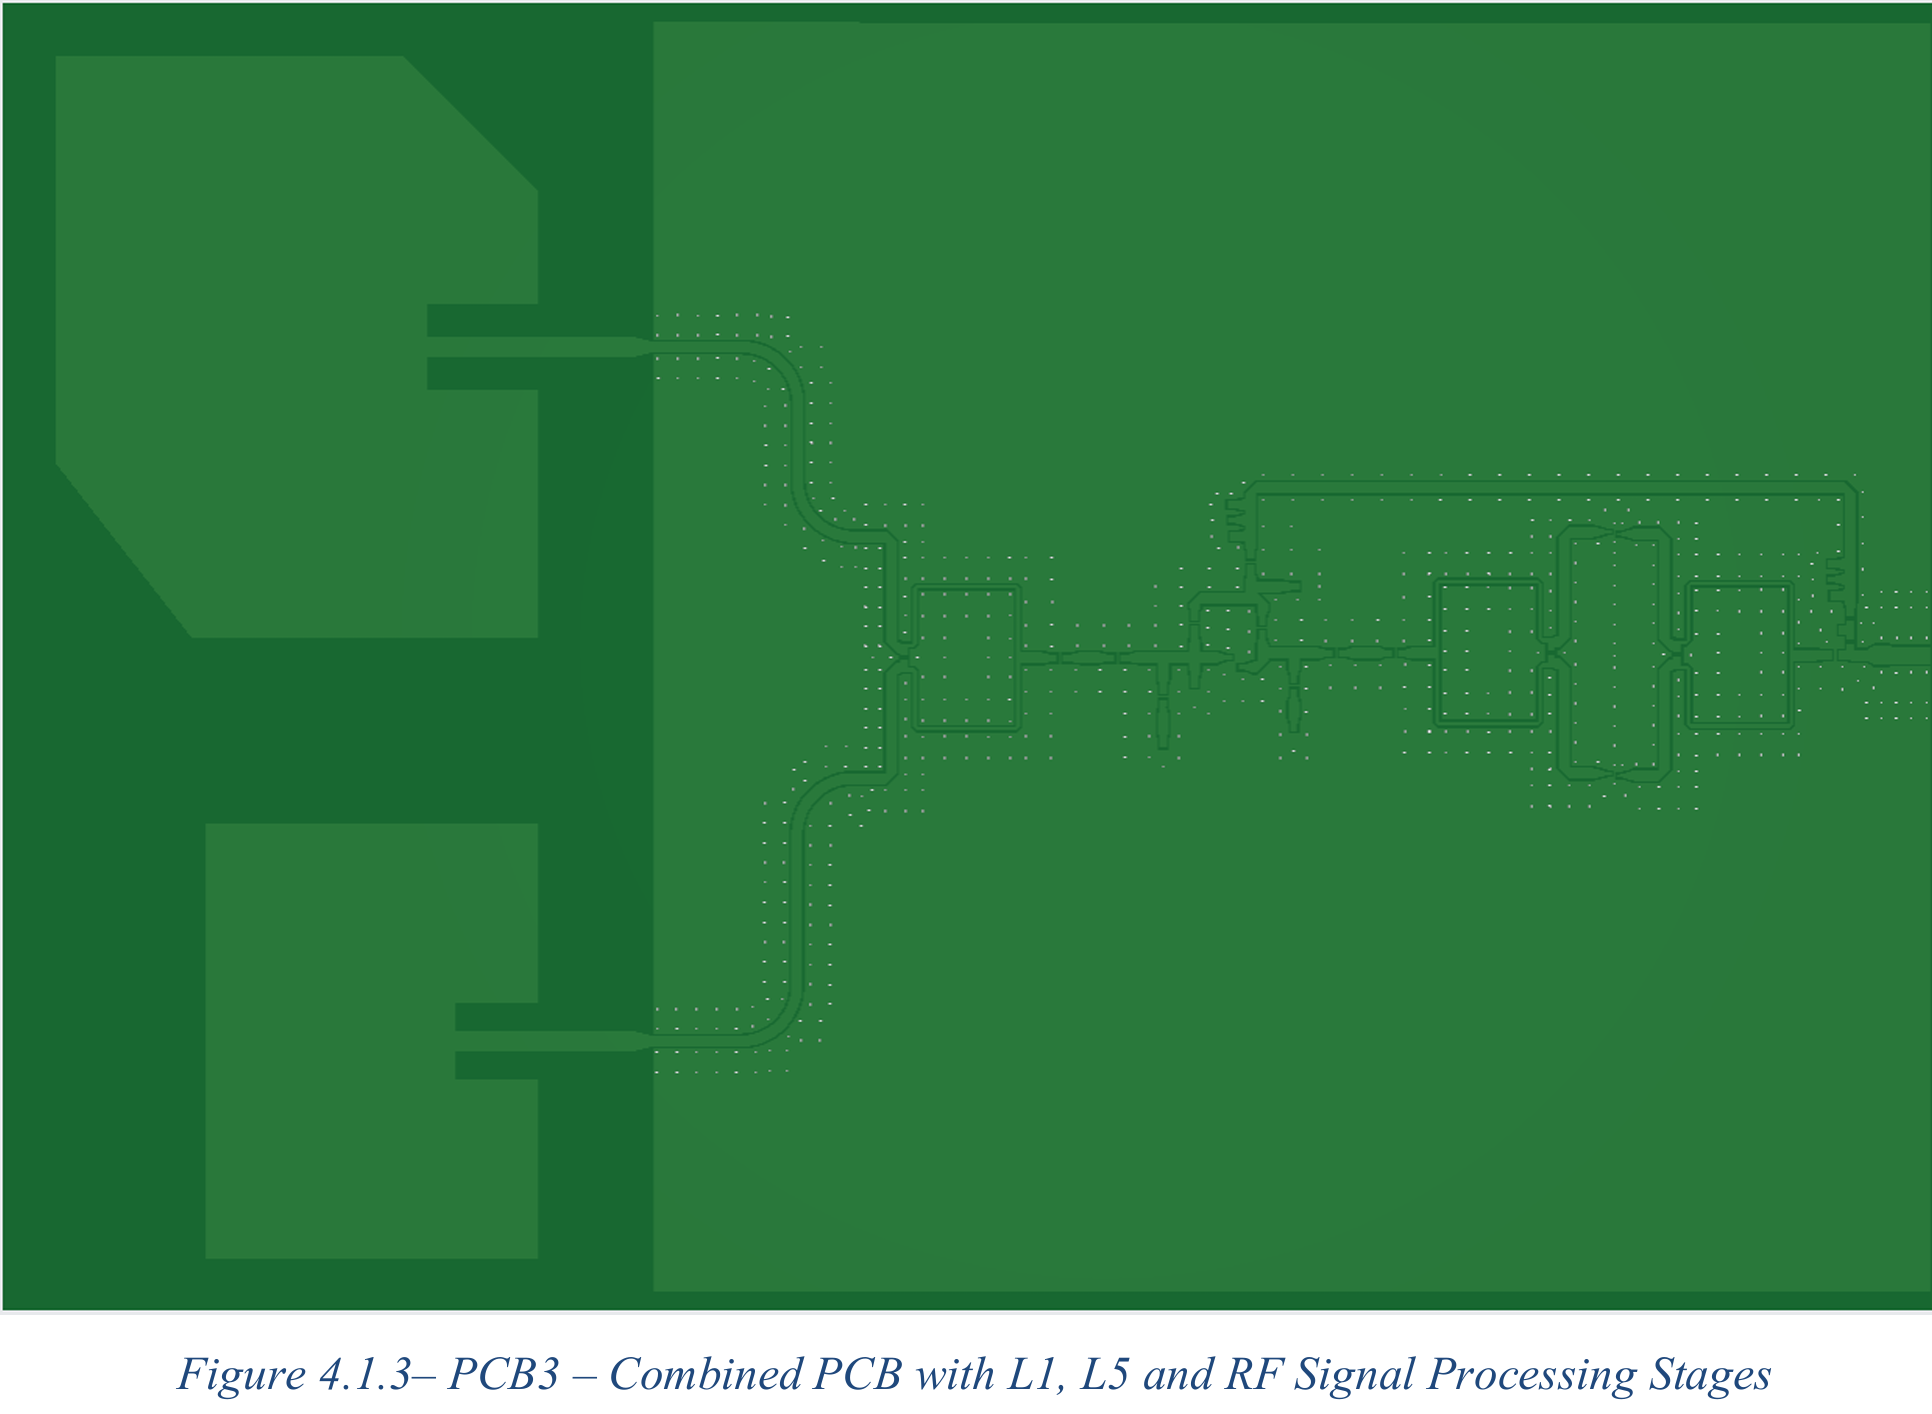 Figure 4.1.3– PCB3 – Combined PCB with L1, L5 and RF Signal Processing Stages